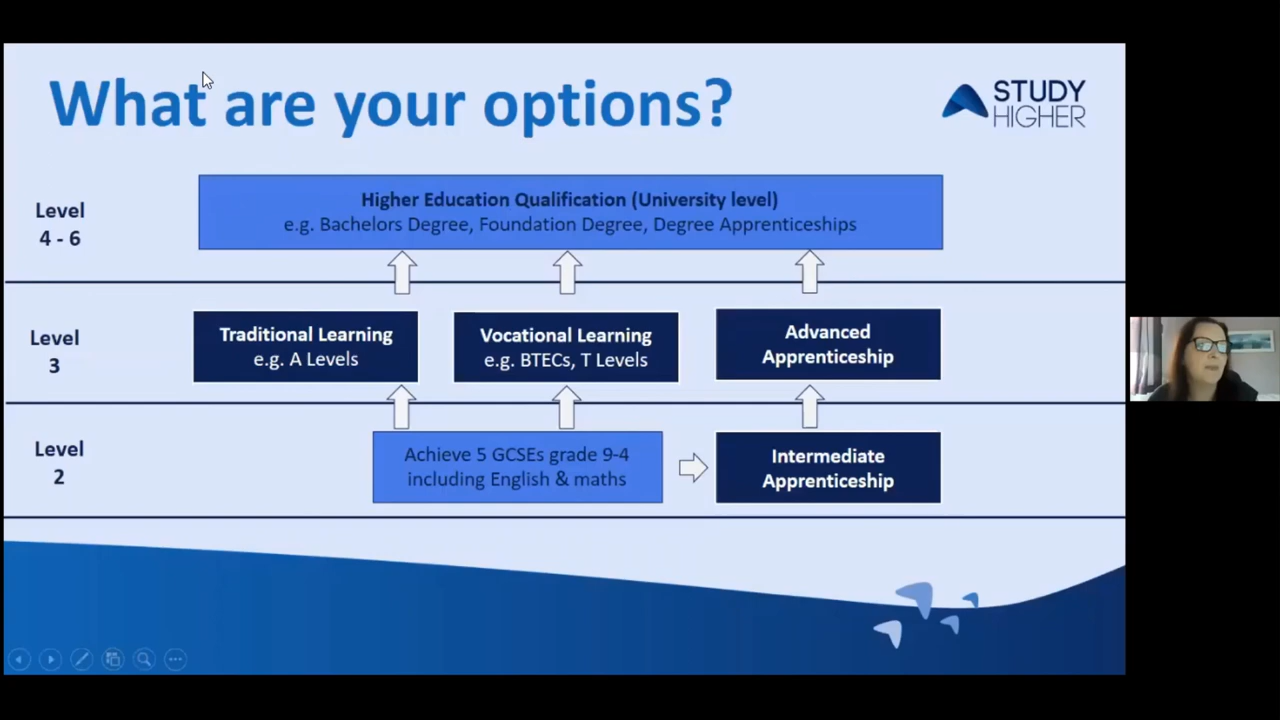 What are your options?
STUDY
HIGHER
Level
4 - 6
Higher Education Qualification (University level)
e.g. Bachelors Degree, Foundation Degree, Degree Apprenticeships
Level
3
Traditional Learning
e.g. A Levels
Vocational Learning
e.g. BTECs, T Levels
Advanced
Apprenticeship
Level
2
Achieve 5 GCSEs grade 9-4
including English & maths
Intermediate
Apprenticeship